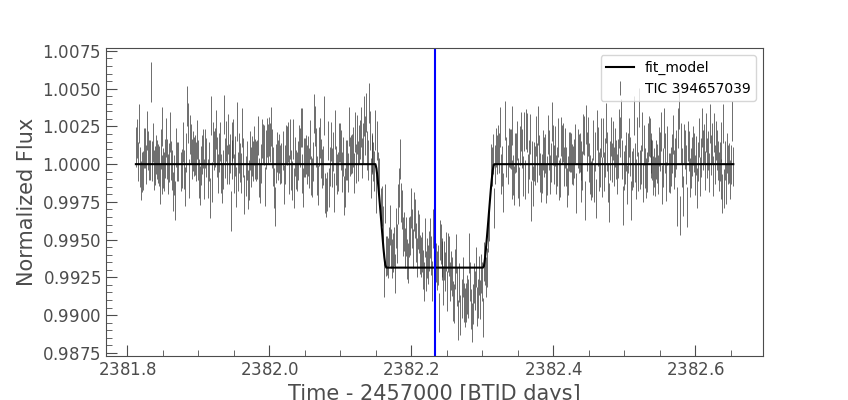 1.0075
1.0050
1.0025
1.0000
0.9975
0.9950
0.9925
0.9900
0.9875
Normalized Flux
fit_model
TIC 394657039
2381.8 2382.0 2382.2 2382.4 2382.6
Time - 2457000 [BTJD days]